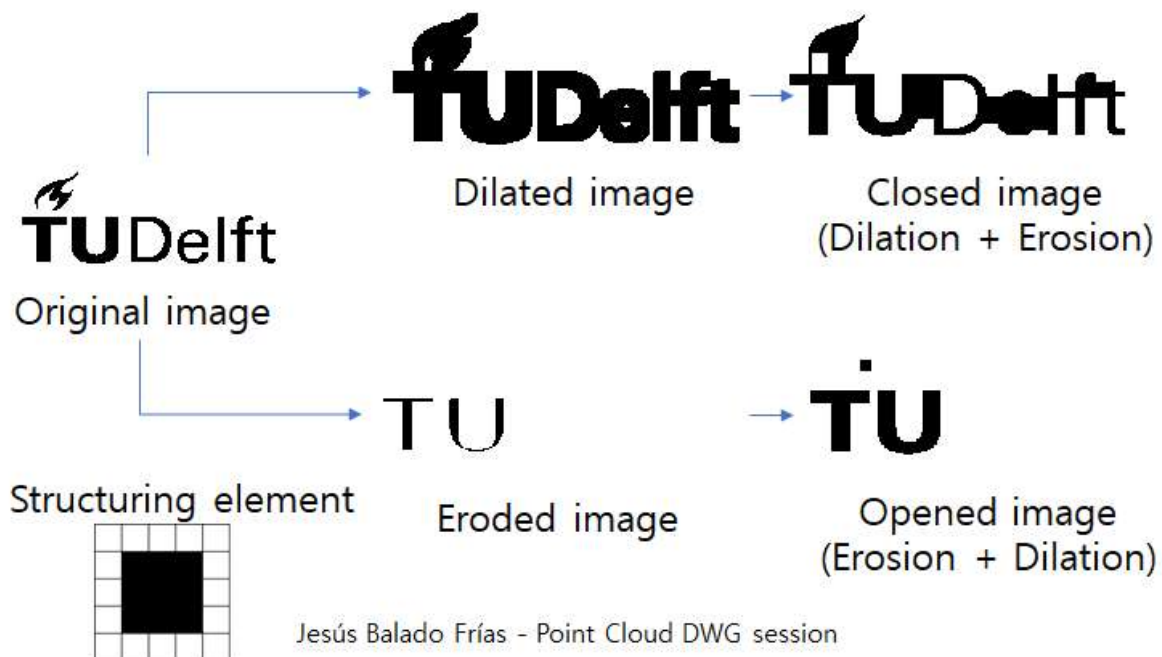 TUDelft
Dilated image
TUDelft
Closed image
(Dilation + Erosion)
TUDelft
Original image
TU
Eroded image
TU
Opened image
(Erosion + Dilation)
Structuring element
Jesús Balado Frías - Point Cloud DWG session